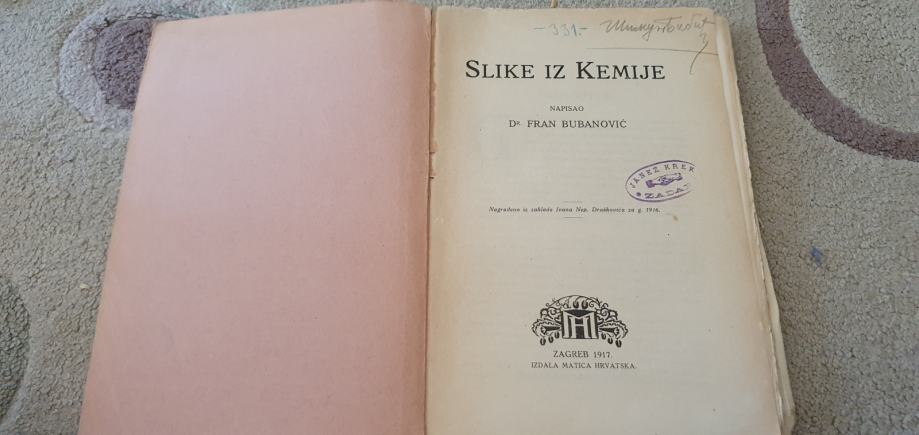 -331.-
SLIKE IZ KEMIJE
NAPISAO
DR. FRAN BUBANOVIĆ
JANEZ KREK
ZADAR
Nagrađeno iz zaklade Ivana Nep. Draškovića za g. 1916.
MH
ZAGREB 1917.
IZDALA MATICA HRVATSKA.